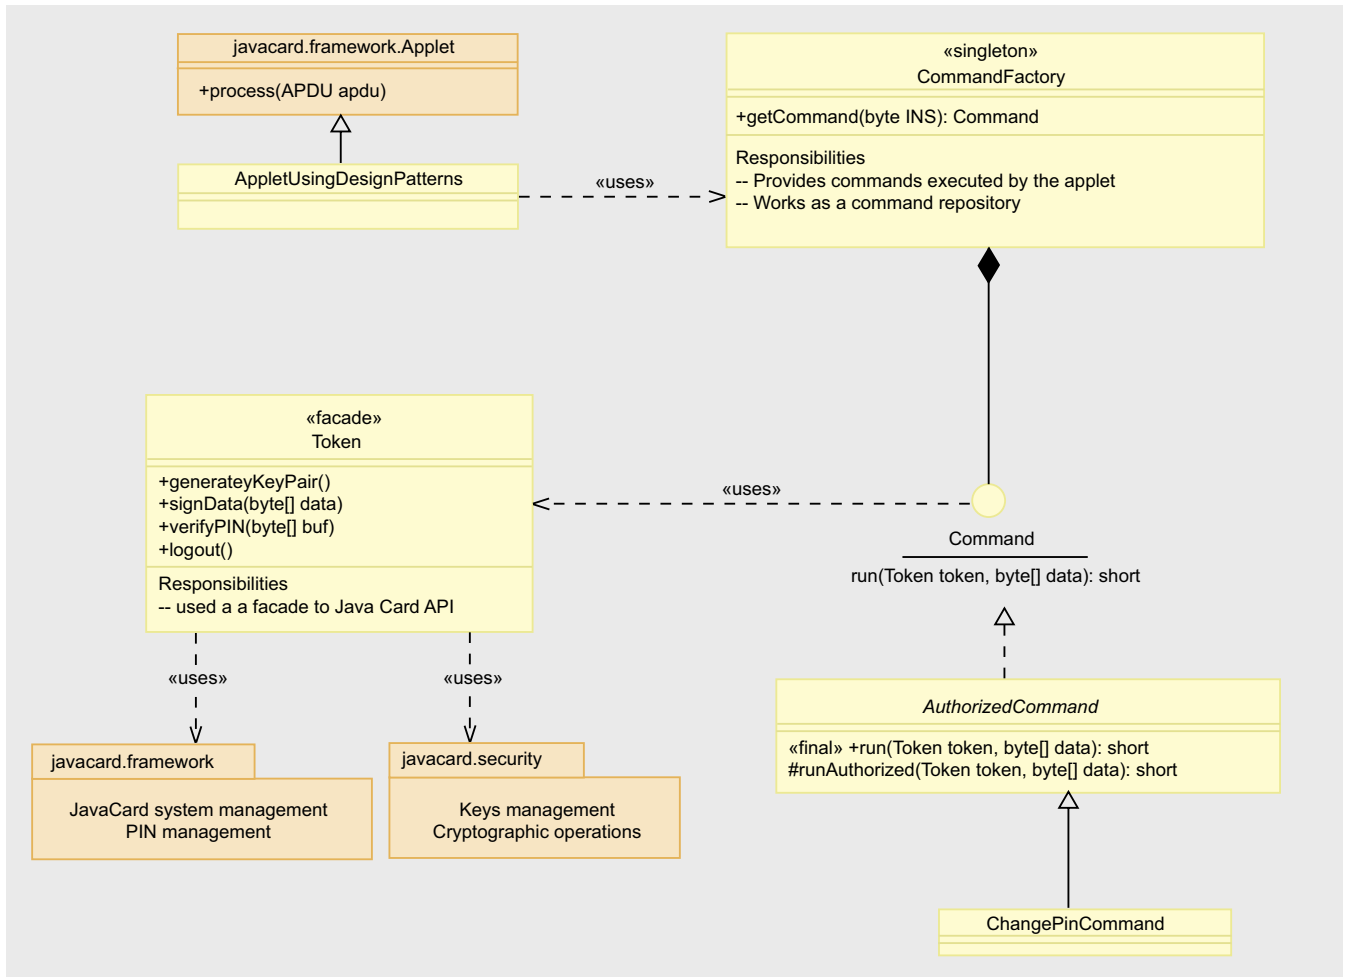 javacard.framework.Applet
+process(APDU apdu)
«singleton»
CommandFactory
+getCommand(byte INS): Command
Responsibilities
-- Provides commands executed by the applet
-- Works as a command repository
AppletUsingDesignPatterns
«uses»
«facade»
Token
+generateyKeyPair()
+signData(byte[] data)
+verifyPIN(byte[] buf)
+logout()
Responsibilities
-- used a a facade to Java Card API
«uses»
Command
run(Token token, byte[] data): short
«uses»
«uses»
javacard.framework
JavaCard system management
PIN management
javacard.security
Keys management
Cryptographic operations
AuthorizedCommand
«final» +run(Token token, byte[] data): short
#runAuthorized(Token token, byte[] data): short
ChangePinCommand